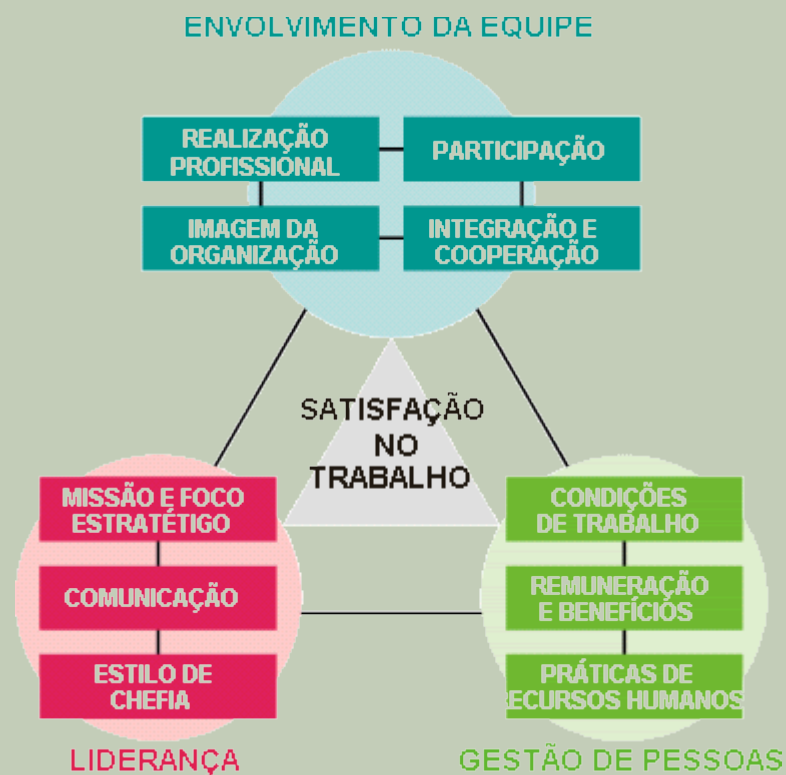 ENVOLVIMENTO DA EQUIPE
REALIZAÇÃO
PROFISSIONAL
PARTICIPAÇÃO
IMAGEM DA
ORGANIZAÇÃO
INTEGRAÇÃO E
COOPERAÇÃO
SATISFAÇÃO
NO
TRABALHO
MISSÃO E FOCO
ESTRATÉTIGO
COMUNICAÇÃO
ESTILO DE
CHEFIA
LIDERANÇA
CONDIÇÕES
DE TRABALHO
REMUNERAÇÃO
E BENEFÍCIOS
PRÁTICAS DE
RECURSOS HUMANOS
GESTÃO DE PESSOAS